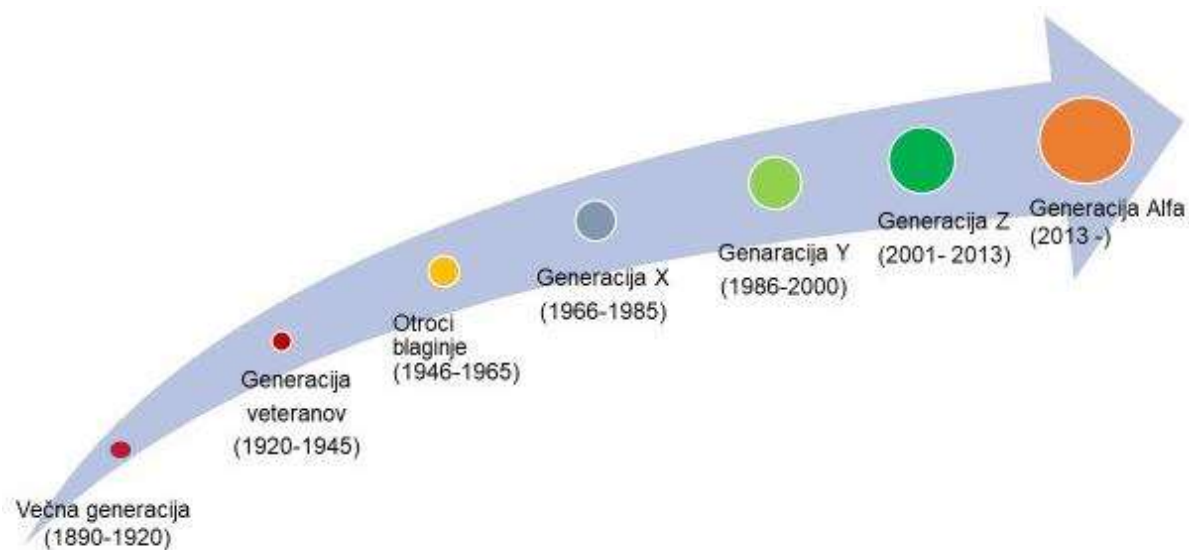 Večna generacija
(1890-1920)
Generacija
veteranov
(1920-1945)
Otroci
blaginje
(1946-1965)
Generacija X
(1966-1985)
Genaracija Y
(1986-2000)
Generacija Z
(2001- 2013)
Generacija Alfa
(2013 -)